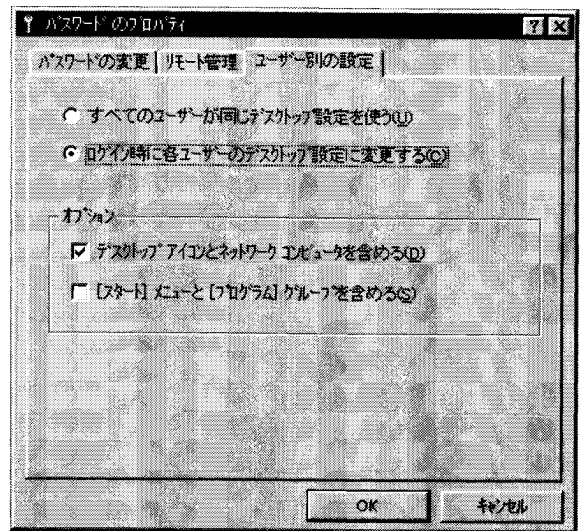 パスワードのプロパティ
パスワードの変更 リモート管理 ユーザー別の設定
すべてのユーザーが同じデスクトップ設定を使う(U)
ログイン時に各ユーザーのデスクトップ設定に変更する(C)
オプション
デスクトップ アイコンとネットワーク コンピュータを含める(D)
[スタート] メニューと [プログラム] グループを含める(S)
OK キャンセル